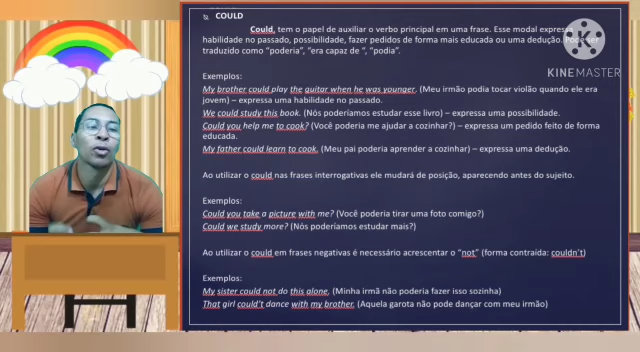 COULD
Could, tem o papel de auxiliar o verbo principal em uma frase. Esse modal expressa
habilidade no passado, possibilidade, fazer pedidos de forma mais educada ou uma dedução. Pode ser
traduzido como “poderia”, “era capaz de “, “podia”.
KINEMASTER
Exemplos:
My brother could play the guitar when he was younger. (Meu irmão podia tocar violão quando ele era
jovem) – expressa uma habilidade no passado.
We could study this book. (Nós poderíamos estudar esse livro) – expressa uma possibilidade.
Could you help me to cook? (Você poderia me ajudar a cozinhar?) – expressa um pedido feito de forma
educada.
My father could learn to cook. (Meu pai poderia aprender a cozinhar) – expressa uma dedução.
Ao utilizar o could nas frases interrogativas ele mudará de posição, aparecendo antes do sujeito.
Exemplos:
Could you take a picture with me? (Você poderia tirar uma foto comigo?)
Could we study more? (Nós poderíamos estudar mais?)
Ao utilizar o could em frases negativas é necessário acrescentar o “not” (forma contraída: couldn’t)
Exemplos:
My sister could not do this alone. (Minha irmã não poderia fazer isso sozinha)
That girl could’t dance with my brother. (Aquela garota não pode dançar com meu irmão)